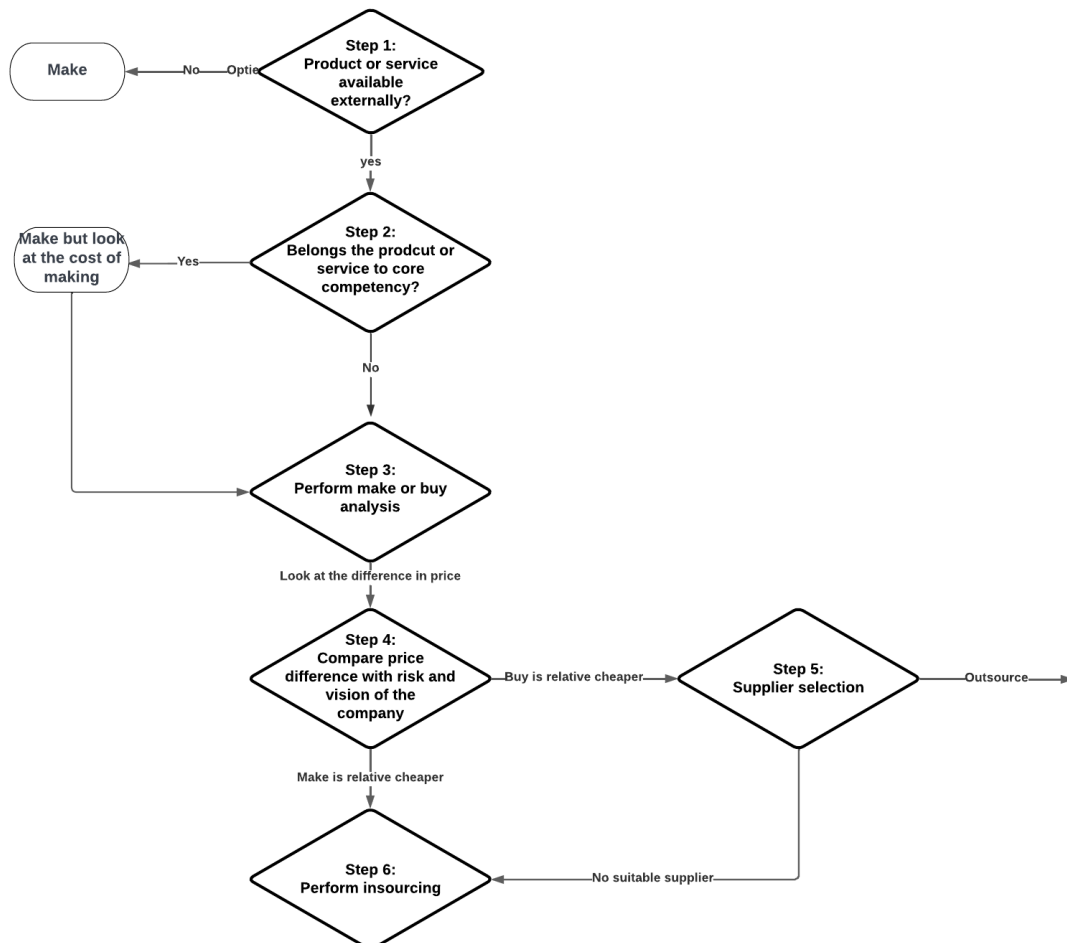 Step 1:
Product or service
available
externally?
Make
No
Optie
yes
Step 2:
Belongs the prodcut or
service to core
competency?
Make but look
at the cost of
making
Yes
No
Step 3:
Perform make or buy
analysis
Look at the difference in price
Step 4:
Compare price
difference with risk and
vision of the
company
Buy is relative cheaper
Step 5:
Supplier selection
Outsource
Make is relative cheaper
Step 6:
Perform insourcing
No suitable supplier